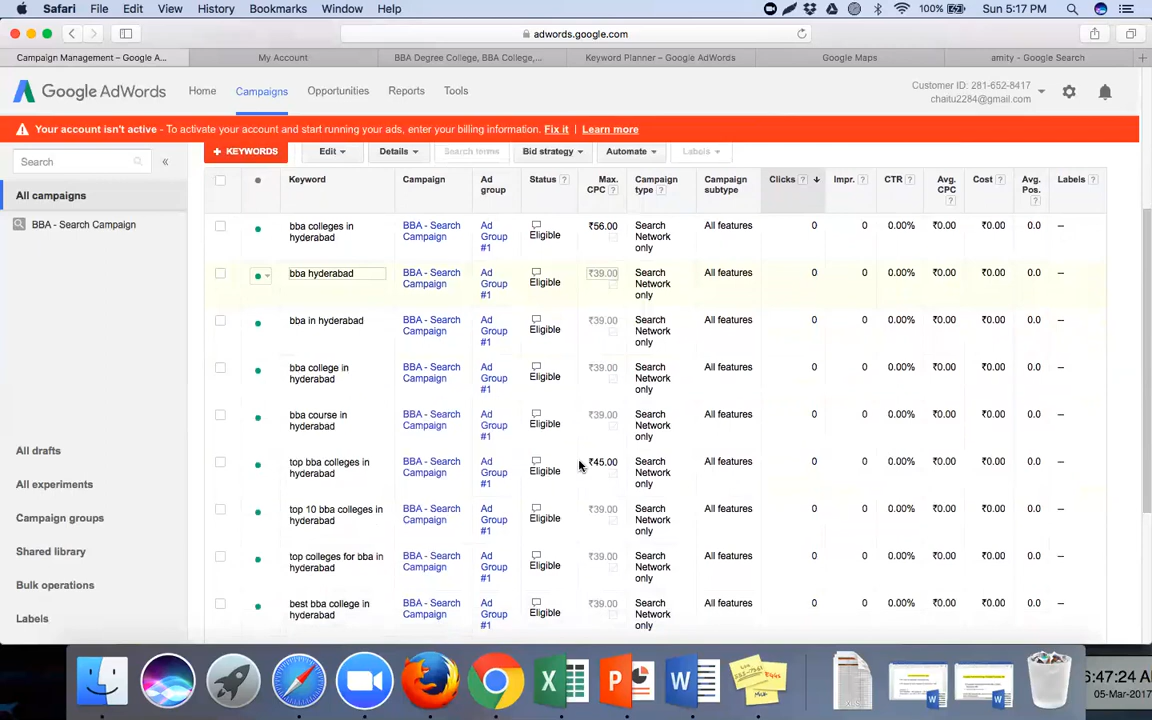 Safari File Edit View History Bookmarks Window Help 100% Sun 5:17 PM
adwords.google.com
Campaign Management – Google A... My Account BBA Degree College, BBA College,... Keyword Planner – Google AdWords Google Maps amity - Google Search
Google AdWords Home Campaigns Opportunities Reports Tools
Customer ID: 281-652-8417
chaitu2284@gmail.com
Your account isn't active - To activate your account and start running your ads, enter your billing information. Fix it | Learn more
Search «
All campaigns
BBA - Search Campaign
All drafts
All experiments
Campaign groups
Shared library
Bulk operations
Labels
+ KEYWORDS Edit Details Search terms Bid strategy Automate Labels
Keyword Campaign Ad group Status ? Max. CPC ? Campaign type ? Campaign subtype Clicks ? Impr. ? CTR ? Avg. CPC ? Cost ? Avg. Pos. ? Labels ?
bba colleges in hyderabad BBA - Search Campaign Ad Group #1 Eligible ₹56.00 Search Network only All features 0 0 0.00% ₹0.00 ₹0.00 0.0 –
bba hyderabad BBA - Search Campaign Ad Group #1 Eligible ₹39.00 Search Network only All features 0 0 0.00% ₹0.00 ₹0.00 0.0 –
bba in hyderabad BBA - Search Campaign Ad Group #1 Eligible ₹39.00 Search Network only All features 0 0 0.00% ₹0.00 ₹0.00 0.0 –
bba college in hyderabad BBA - Search Campaign Ad Group #1 Eligible ₹39.00 Search Network only All features 0 0 0.00% ₹0.00 ₹0.00 0.0 –
bba course in hyderabad BBA - Search Campaign Ad Group #1 Eligible ₹39.00 Search Network only All features 0 0 0.00% ₹0.00 ₹0.00 0.0 –
top bba colleges in hyderabad BBA - Search Campaign Ad Group #1 Eligible ₹45.00 Search Network only All features 0 0 0.00% ₹0.00 ₹0.00 0.0 –
top 10 bba colleges in hyderabad BBA - Search Campaign Ad Group #1 Eligible ₹39.00 Search Network only All features 0 0 0.00% ₹0.00 ₹0.00 0.0 –
top colleges for bba in hyderabad BBA - Search Campaign Ad Group #1 Eligible ₹39.00 Search Network only All features 0 0 0.00% ₹0.00 ₹0.00 0.0 –
best bba college in hyderabad BBA - Search Campaign Ad Group #1 Eligible ₹39.00 Search Network only All features 0 0 0.00% ₹0.00 ₹0.00 0.0 –
6:47:24
05-Mar-2017